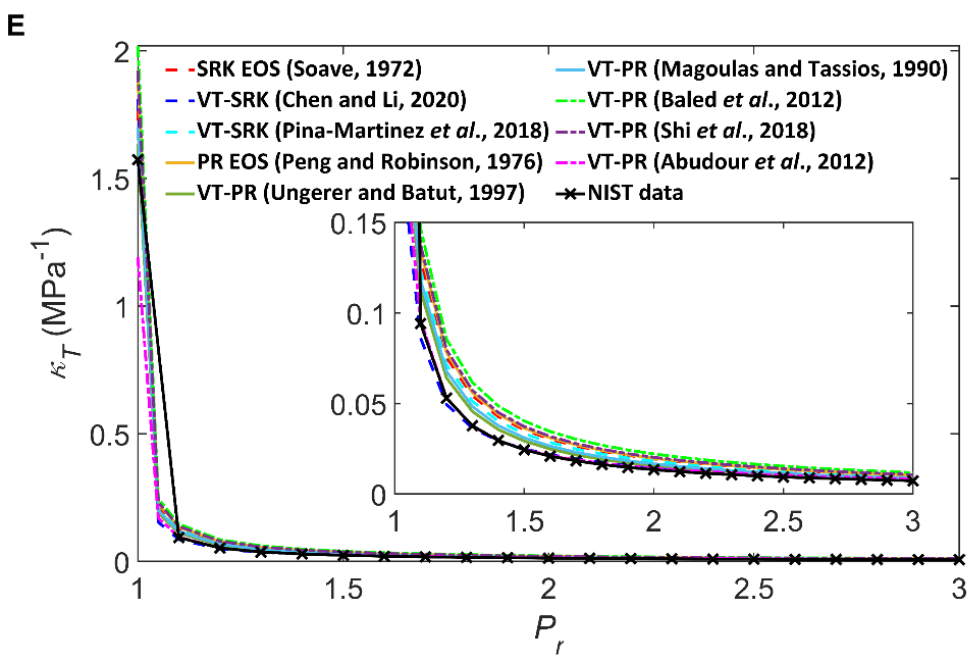 E
2
1.5
1
0.5
0
κT (MPa-1)
SRK EOS (Soave, 1972)
VT-SRK (Chen and Li, 2020)
VT-SRK (Pina-Martinez et al., 2018)
PR EOS (Peng and Robinson, 1976)
VT-PR (Ungerer and Batut, 1997)
VT-PR (Magoulas and Tassios, 1990)
VT-PR (Baled et al., 2012)
VT-PR (Shi et al., 2018)
VT-PR (Abudour et al., 2012)
NIST data
0.15
0.1
0.05
0
1 1.5 2 2.5 3
1 1.5 2 2.5 3
Pr